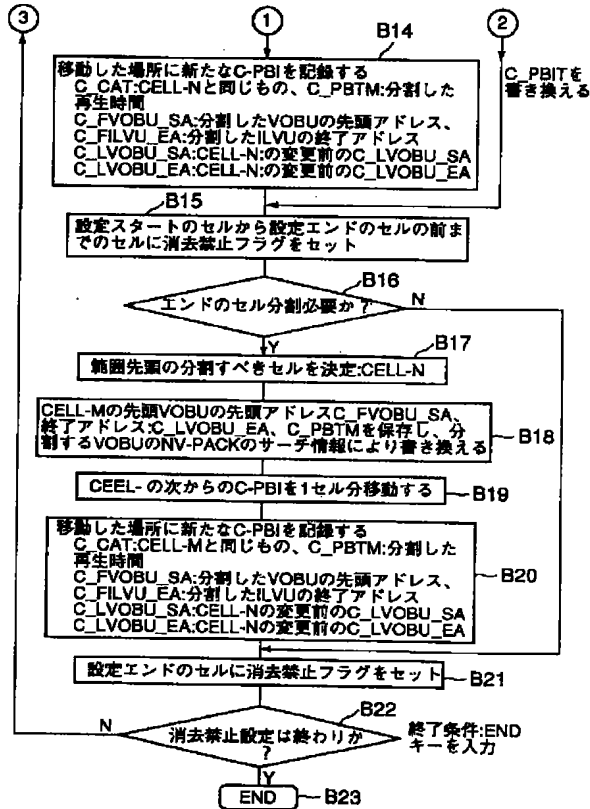 3
1
2
B14
移動した場所に新たなC-PBIを記録する
C_CAT:CELL-Nと同じもの、C_PBTM:分割した
再生時間
C_FVOBU_SA:分割したVOBUの先頭アドレス、
C_FILVU_EA:分割したILVUの終了アドレス
C_LVOBU_SA:CELL-N:の変更前のC_LVOBU_SA
C_LVOBU_EA:CELL-N:の変更前のC_LVOBU_EA
C_PBITを
書き換える
B15
設定スタートのセルから設定エンドのセルの前ま
でのセルに消去禁止フラグをセット
B16
エンドのセル分割必要か?
N
Y
B17
範囲先頭の分割すべきセルを決定:CELL-N
CELL-Mの先頭VOBUの先頭アドレスC_FVOBU_SA、
終了アドレス:C_LVOBU_EA、C_PBTMを保存し、分
割するVOBUのNV-PACKのサーチ情報により書き換える
B18
CEEL-の次からのC-PBIを1セル分移動する
B19
移動した場所に新たなC-PBIを記録する
C_CAT:CELL-Mと同じもの、C_PBTM:分割した
再生時間
C_FVOBU_SA:分割したVOBUの先頭アドレス、
C_FILVU_EA:分割したILVUの終了アドレス
C_LVOBU_SA:CELL-Nの変更前のC_LVOBU_SA
C_LVOBU_EA:CELL-Nの変更前のC_LVOBU_EA
B20
設定エンドのセルに消去禁止フラグをセット
B21
B22
N
消去禁止設定は終わりか
?
終了条件:END
キーを入力
Y
END
B23